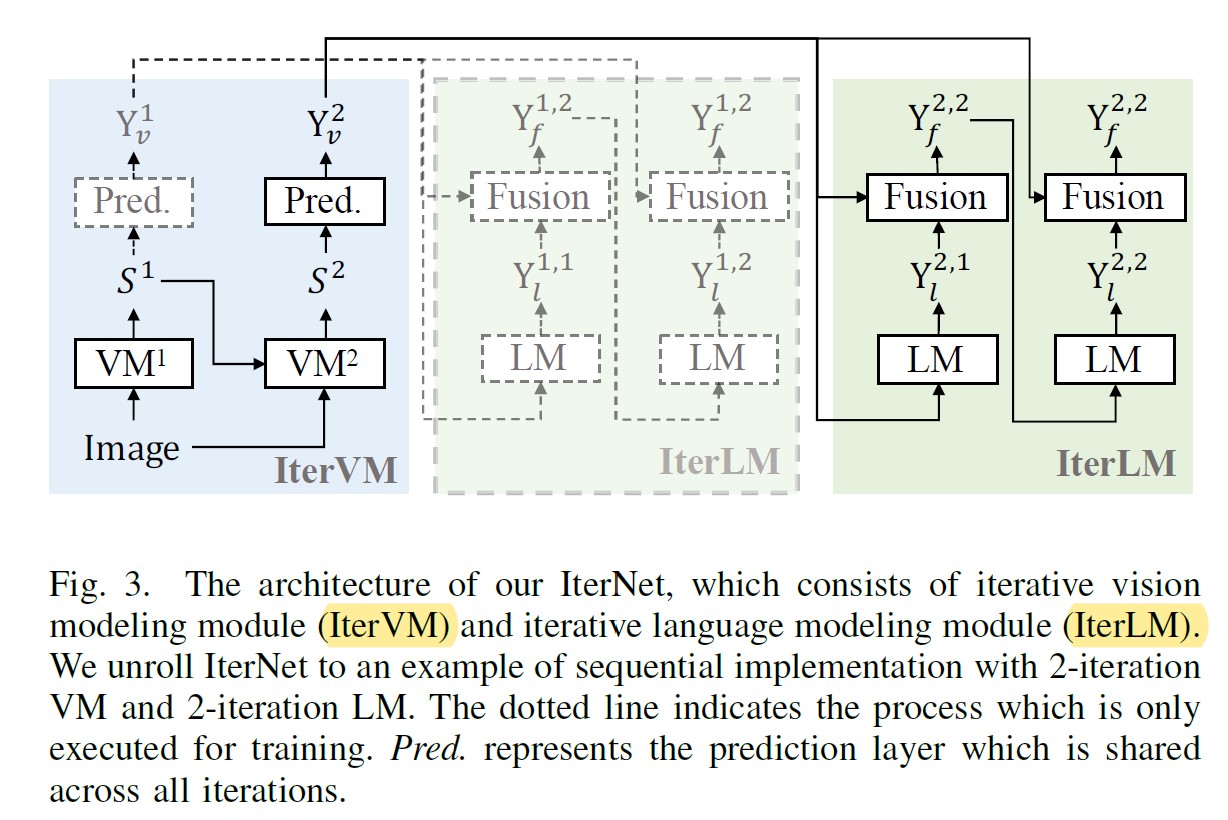 Y_v^1 Y_v^2 Y_f^{1,2} Y_f^{1,2} Y_f^{2,2} Y_f^{2,2}
Pred. Pred. Fusion Fusion Fusion Fusion
S^1 S^2 Y_l^{1,1} Y_l^{1,2} Y_l^{2,1} Y_l^{2,2}
VM^1 VM^2 LM LM LM LM
Image
IterVM IterLM IterLM
Fig. 3. The architecture of our IterNet, which consists of iterative vision
modeling module (IterVM) and iterative language modeling module (IterLM).
We unroll IterNet to an example of sequential implementation with 2-iteration
VM and 2-iteration LM. The dotted line indicates the process which is only
executed for training. Pred. represents the prediction layer which is shared
across all iterations.